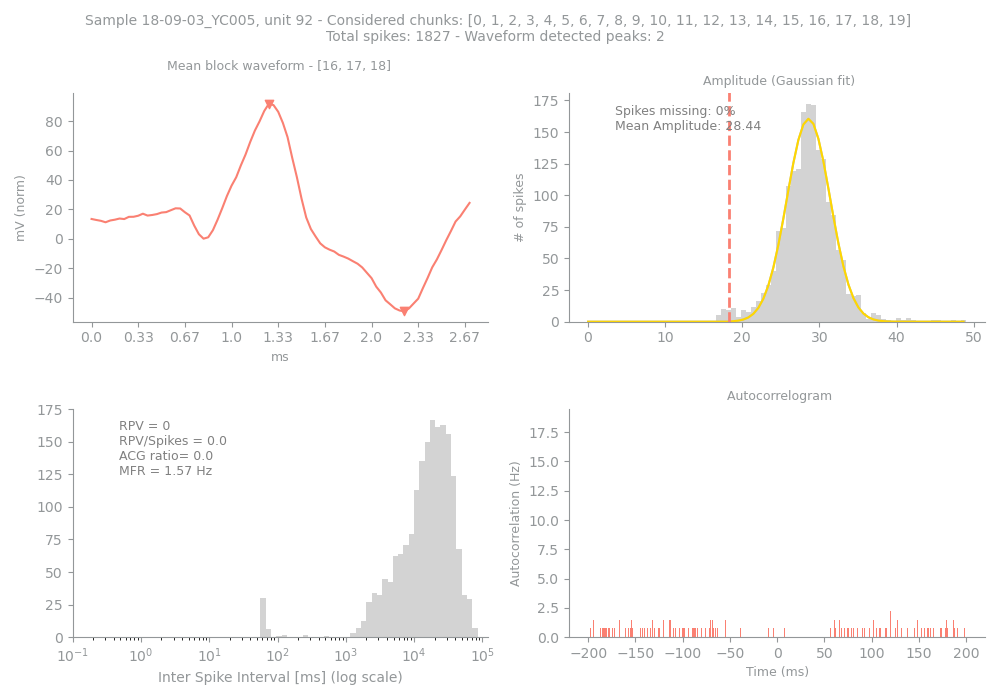 Sample 18-09-03_YC005, unit 92 - Considered chunks: [0, 1, 2, 3, 4, 5, 6, 7, 8, 9, 10, 11, 12, 13, 14, 15, 16, 17, 18, 19]
Total spikes: 1827 - Waveform detected peaks: 2
Mean block waveform - [16, 17, 18]
mV (norm)
80
60
40
20
0
−20
−40
0.0 0.33 0.67 1.0 1.33 1.67 2.0 2.33 2.67
ms
Amplitude (Gaussian fit)
Spikes missing: 0%
Mean Amplitude: 28.44
# of spikes
175
150
125
100
75
50
25
0
0 10 20 30 40 50
RPV = 0
RPV/Spikes = 0.0
ACG ratio= 0.0
MFR = 1.57 Hz
175
150
125
100
75
50
25
0
10⁻¹ 10⁰ 10¹ 10² 10³ 10⁴ 10⁵
Inter Spike Interval [ms] (log scale)
Autocorrelogram
Autocorrelation (Hz)
17.5
15.0
12.5
10.0
7.5
5.0
2.5
0.0
−200 −150 −100 −50 0 50 100 150 200
Time (ms)